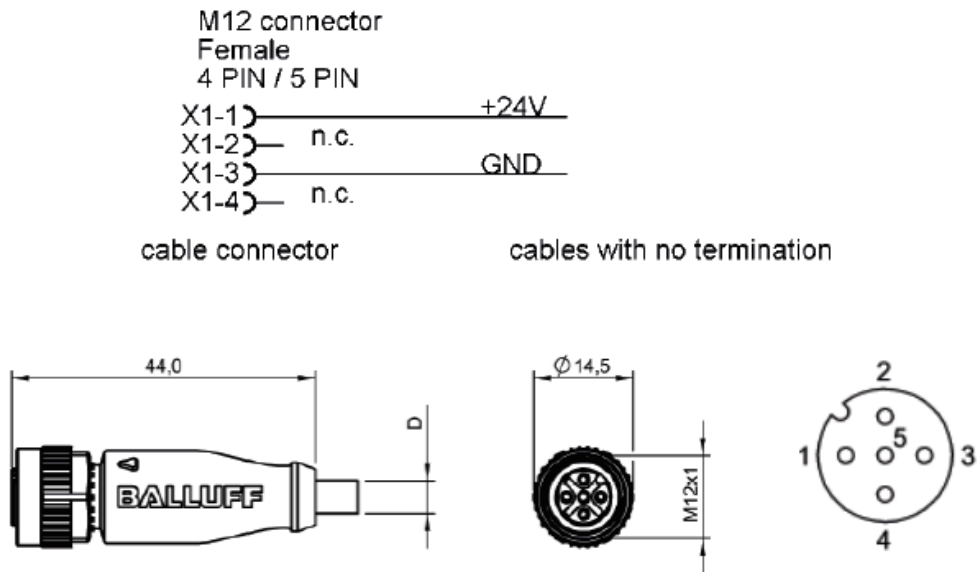 M12 connector
Female
4 PIN / 5 PIN
X1-1 +24V
X1-2 n.c.
X1-3 GND
X1-4 n.c.
cable connector cables with no termination
44,0
D
BALLUFF
Ø 14,5
M12x1
2
1 5 3
4